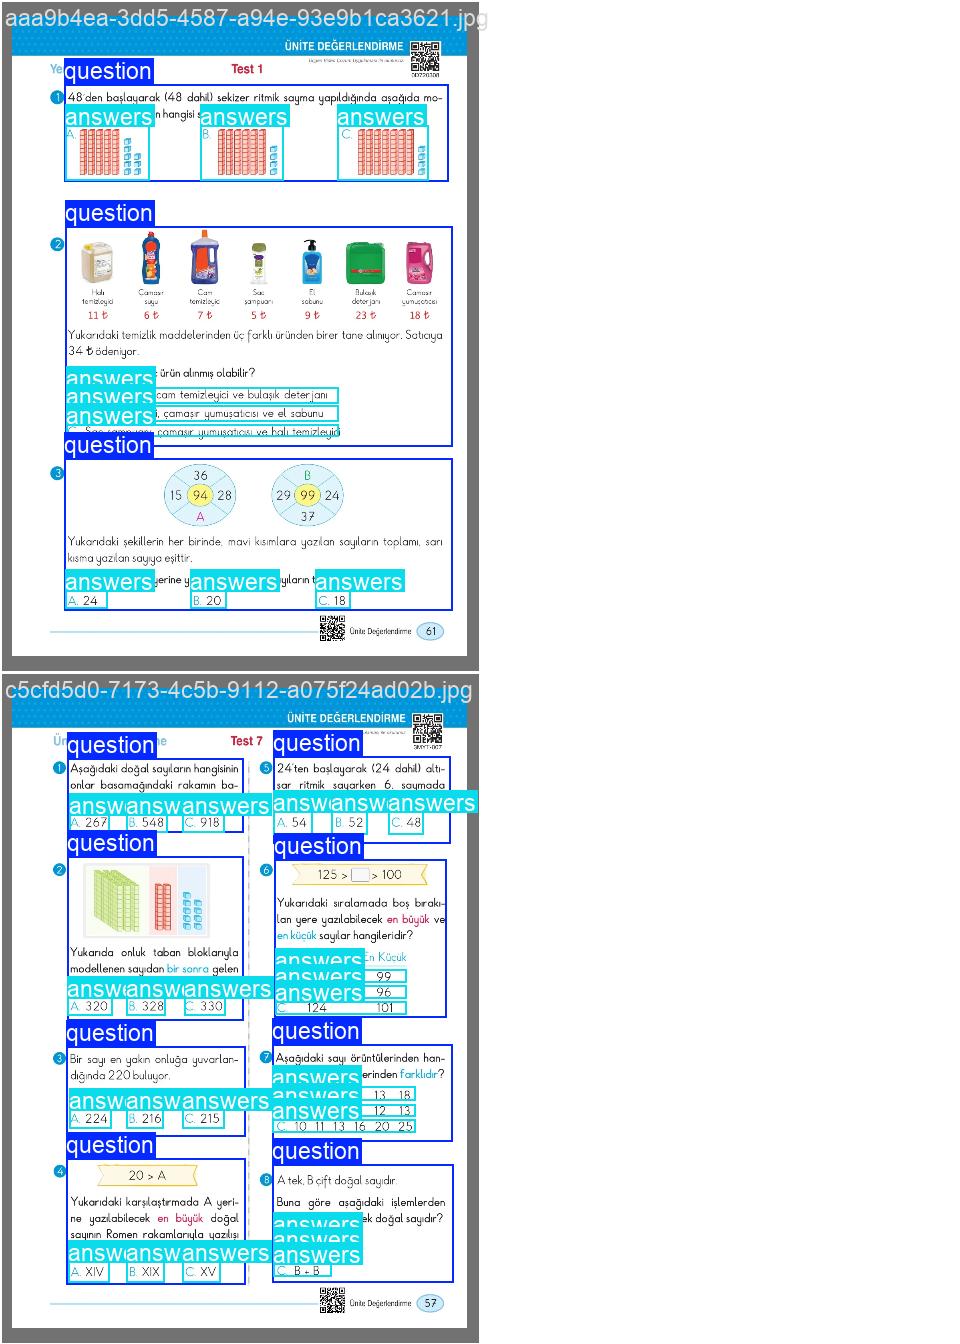 aaa9b4ea-3dd5-4587-a94e-93e9b1ca3621.jpg
ÜNİTE DEĞERLENDİRME
0D720308
Test 1
question
1 48'den başlayarak (48 dahil) sekizer ritmik sayma yapıldığında aşağıda mo-
answers answers answers
n hangisi
A. B. C.
question
2
Halı temizleyici
Çamaşır suyu
Cam temizleyici
Saç şampuanı
El sabunu
Bulaşık deterjanı
Çamaşır yumuşatıcısı
11 ₺ 6 ₺ 7 ₺ 5 ₺ 9 ₺ 23 ₺ 18 ₺
Yukarıdaki temizlik maddelerinden üç farklı üründen birer tane alınıyor. Satıcıya
34 ₺ ödeniyor.
answers ürün alınmış olabilir?
answers cam temizleyici ve bulaşık deterjanı
answers çamaşır yumuşatıcısı ve el sabunu
C. Saç şampuanı, çamaşır yumuşatıcısı ve halı temizleyici
question
3
36 B
15 94 28 29 99 24
A 37
Yukarıdaki şekillerin her birinde, mavi kısımlara yazılan sayıların toplamı, sarı
kısma yazılan sayıya eşittir.
answers answers answers
A. 24 B. 20 C. 18
Ünite Değerlendirme 61
c5cfd5d0-7173-4c5b-9112-a075f24ad02b.jpg
ÜNİTE DEĞERLENDİRME
Test 7
question
1 Aşağıdaki doğal sayıların hangisinin
onlar basamağındaki rakamın ba-
answers answers answers
A. 267 B. 548 C. 918
question
2
Yukarıda onluk taban bloklarıyla
modellenen sayıdan bir sonra gelen
answers answers answers
A. 320 B. 328 C. 330
question
3 Bir sayı en yakın onluğa yuvarlan-
dığında 220 buluyor.
answers answers answers
A. 224 B. 216 C. 215
question
4
20 > A
Yukarıdaki karşılaştırmada A yeri-
ne yazılabilecek en büyük doğal
sayının Romen rakamlarıyla yazılışı
answers answers answers
A. XIV B. XIX C. XV
question
5 24'ten başlayarak (24 dahil) altı-
şar ritmik sayarken 6. saymada
answers answers answers
A. 54 B. 52 C. 48
question
6
125 > > 100
Yukarıdaki sıralamada boş bırakı-
lan yere yazılabilecek en büyük ve
en küçük sayılar hangileridir?
answers En Küçük
answers 99
answers 96
C. 124 101
question
7 Aşağıdaki sayı örüntülerinden han-
answers erinden farklıdır?
answers 13 18
answers 12 13
C. 10 11 13 16 20 25
question
8 A tek, B çift doğal sayıdır.
Buna göre aşağıdaki işlemlerden
answers ek doğal sayıdır?
answers
answers
C. B + B
Ünite Değerlendirme 57